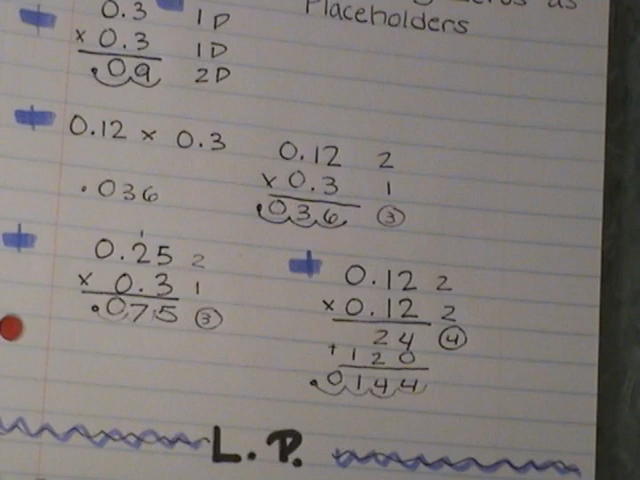 Placeholders
0.3 1D
× 0.3 1D
.09 2D
0.12 × 0.3
.036
0.12 2
× 0.3 1
.036 3
1
0.25 2
× 0.3 1
.075 3
0.12 2
× 0.12 2
24 4
+ 120
.0144
L.P.